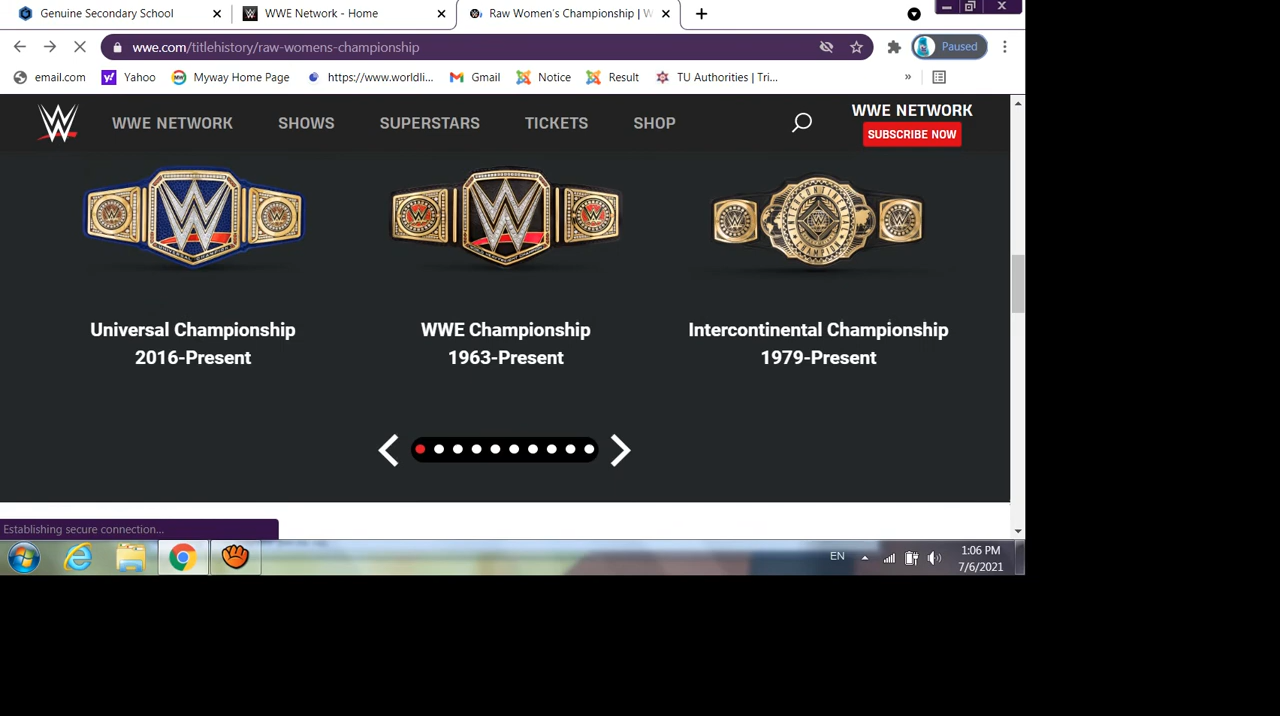 Genuine Secondary School
WWE Network - Home
Raw Women's Championship | W
wwe.com/titlehistory/raw-womens-championship
Paused
email.com
Yahoo
Myway Home Page
https://www.worldli...
Gmail
Notice
Result
TU Authorities | Tri...
»
WWE NETWORK
SHOWS
SUPERSTARS
TICKETS
SHOP
WWE NETWORK
SUBSCRIBE NOW
Universal Championship
2016-Present
WWE Championship
1963-Present
Intercontinental Championship
1979-Present
Establishing secure connection...
EN
1:06 PM
7/6/2021